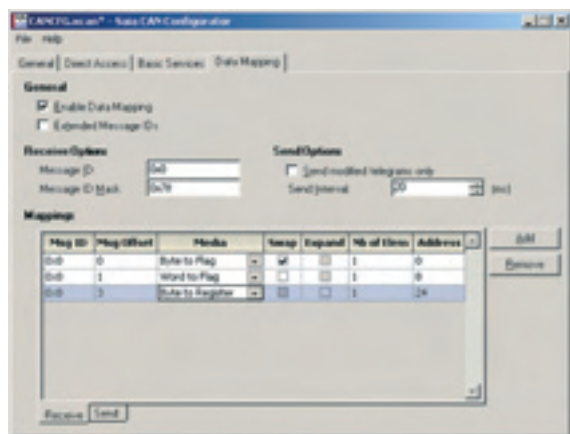 CANCFG.scan* - Saia CAN Configurator
File Help
General Direct Access Basic Services Data Mapping
General
Enable Data Mapping
Extended Message IDs
Receive Options
Message ID 0x0
Message ID Mask 0x7ff
Send Options
Send modified telegrams only
Send Interval 20 (ms)
Mappings
Msg ID Msg Offset Media Swap Expand Nb of Elems Address
0x0 0 Byte to Flag 1 0
0x0 1 Word to Flag 1 8
0x0 3 Byte to Register 1 24
Add
Remove
Receive Send